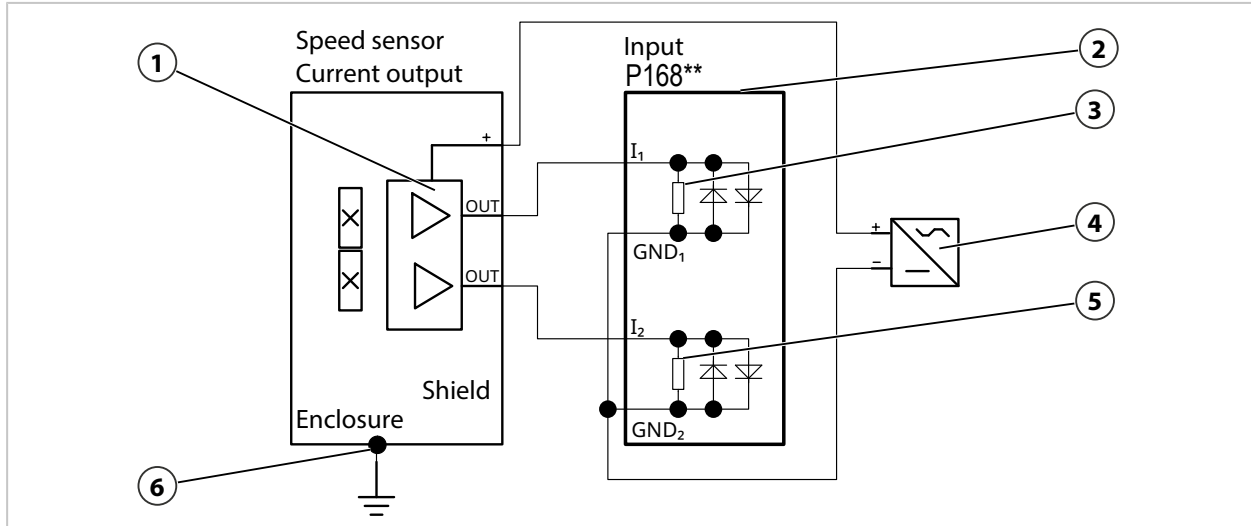 Speed sensor
Current output
Input
P168**
1
2
3
4
5
6
+
OUT
OUT
I₁
GND₁
I₂
GND₂
+
−
Shield
Enclosure